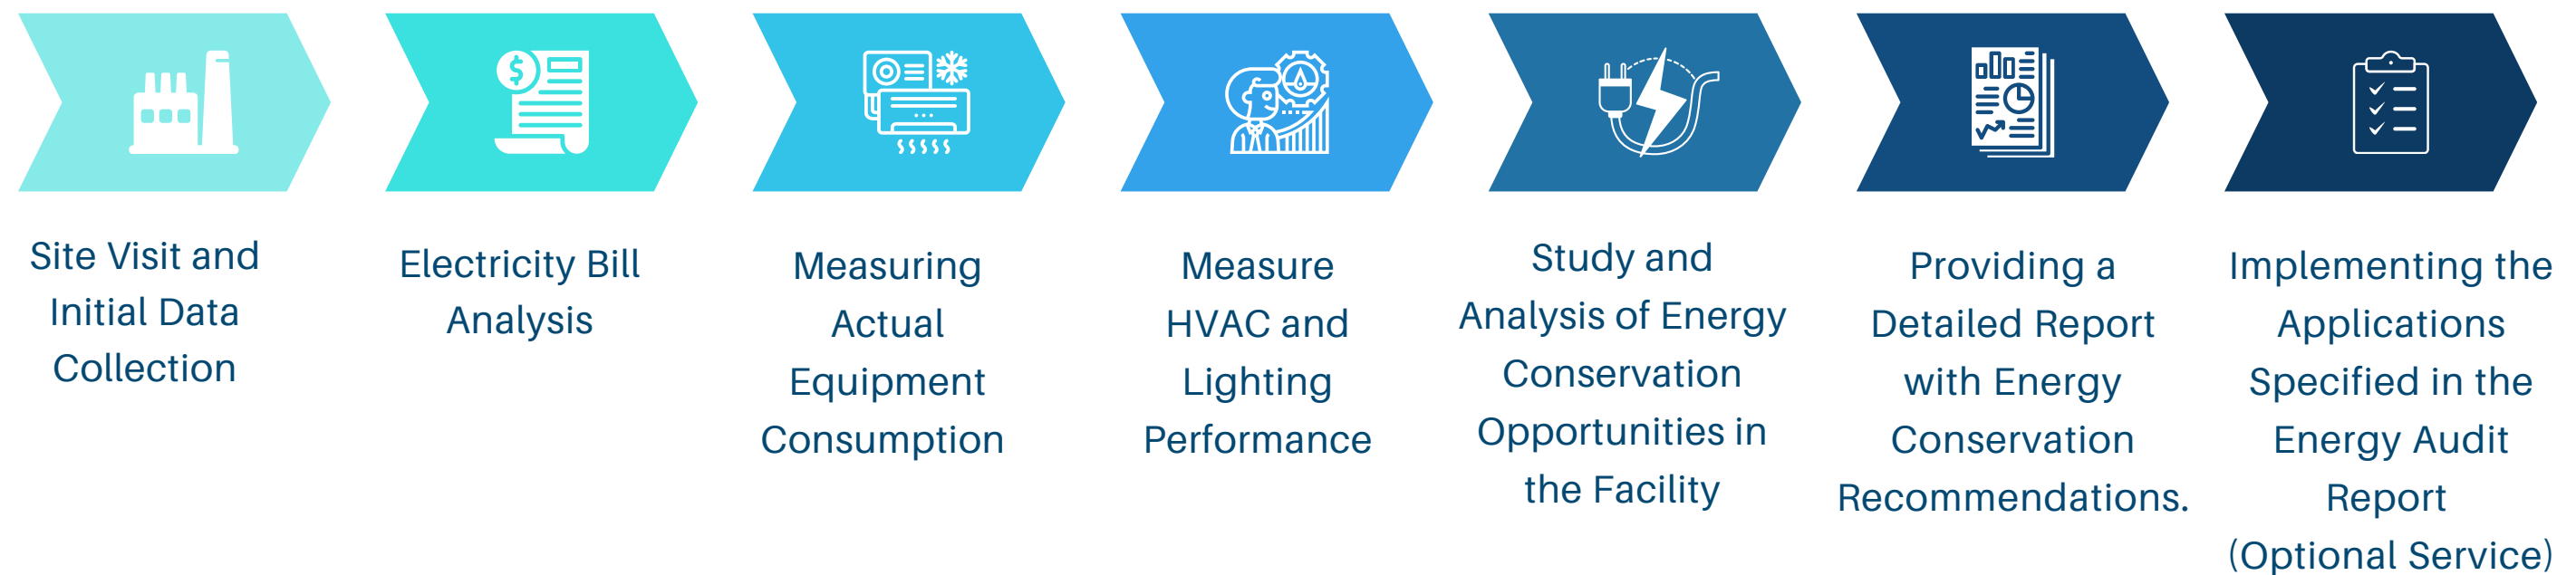 Site Visit and
Initial Data
Collection
Electricity Bill
Analysis
Measuring
Actual
Equipment
Consumption
Measure
HVAC and
Lighting
Performance
Study and
Analysis of Energy
Conservation
Opportunities in
the Facility
Providing a
Detailed Report
with Energy
Conservation
Recommendations.
Implementing the
Applications
Specified in the
Energy Audit
Report
(Optional Service)